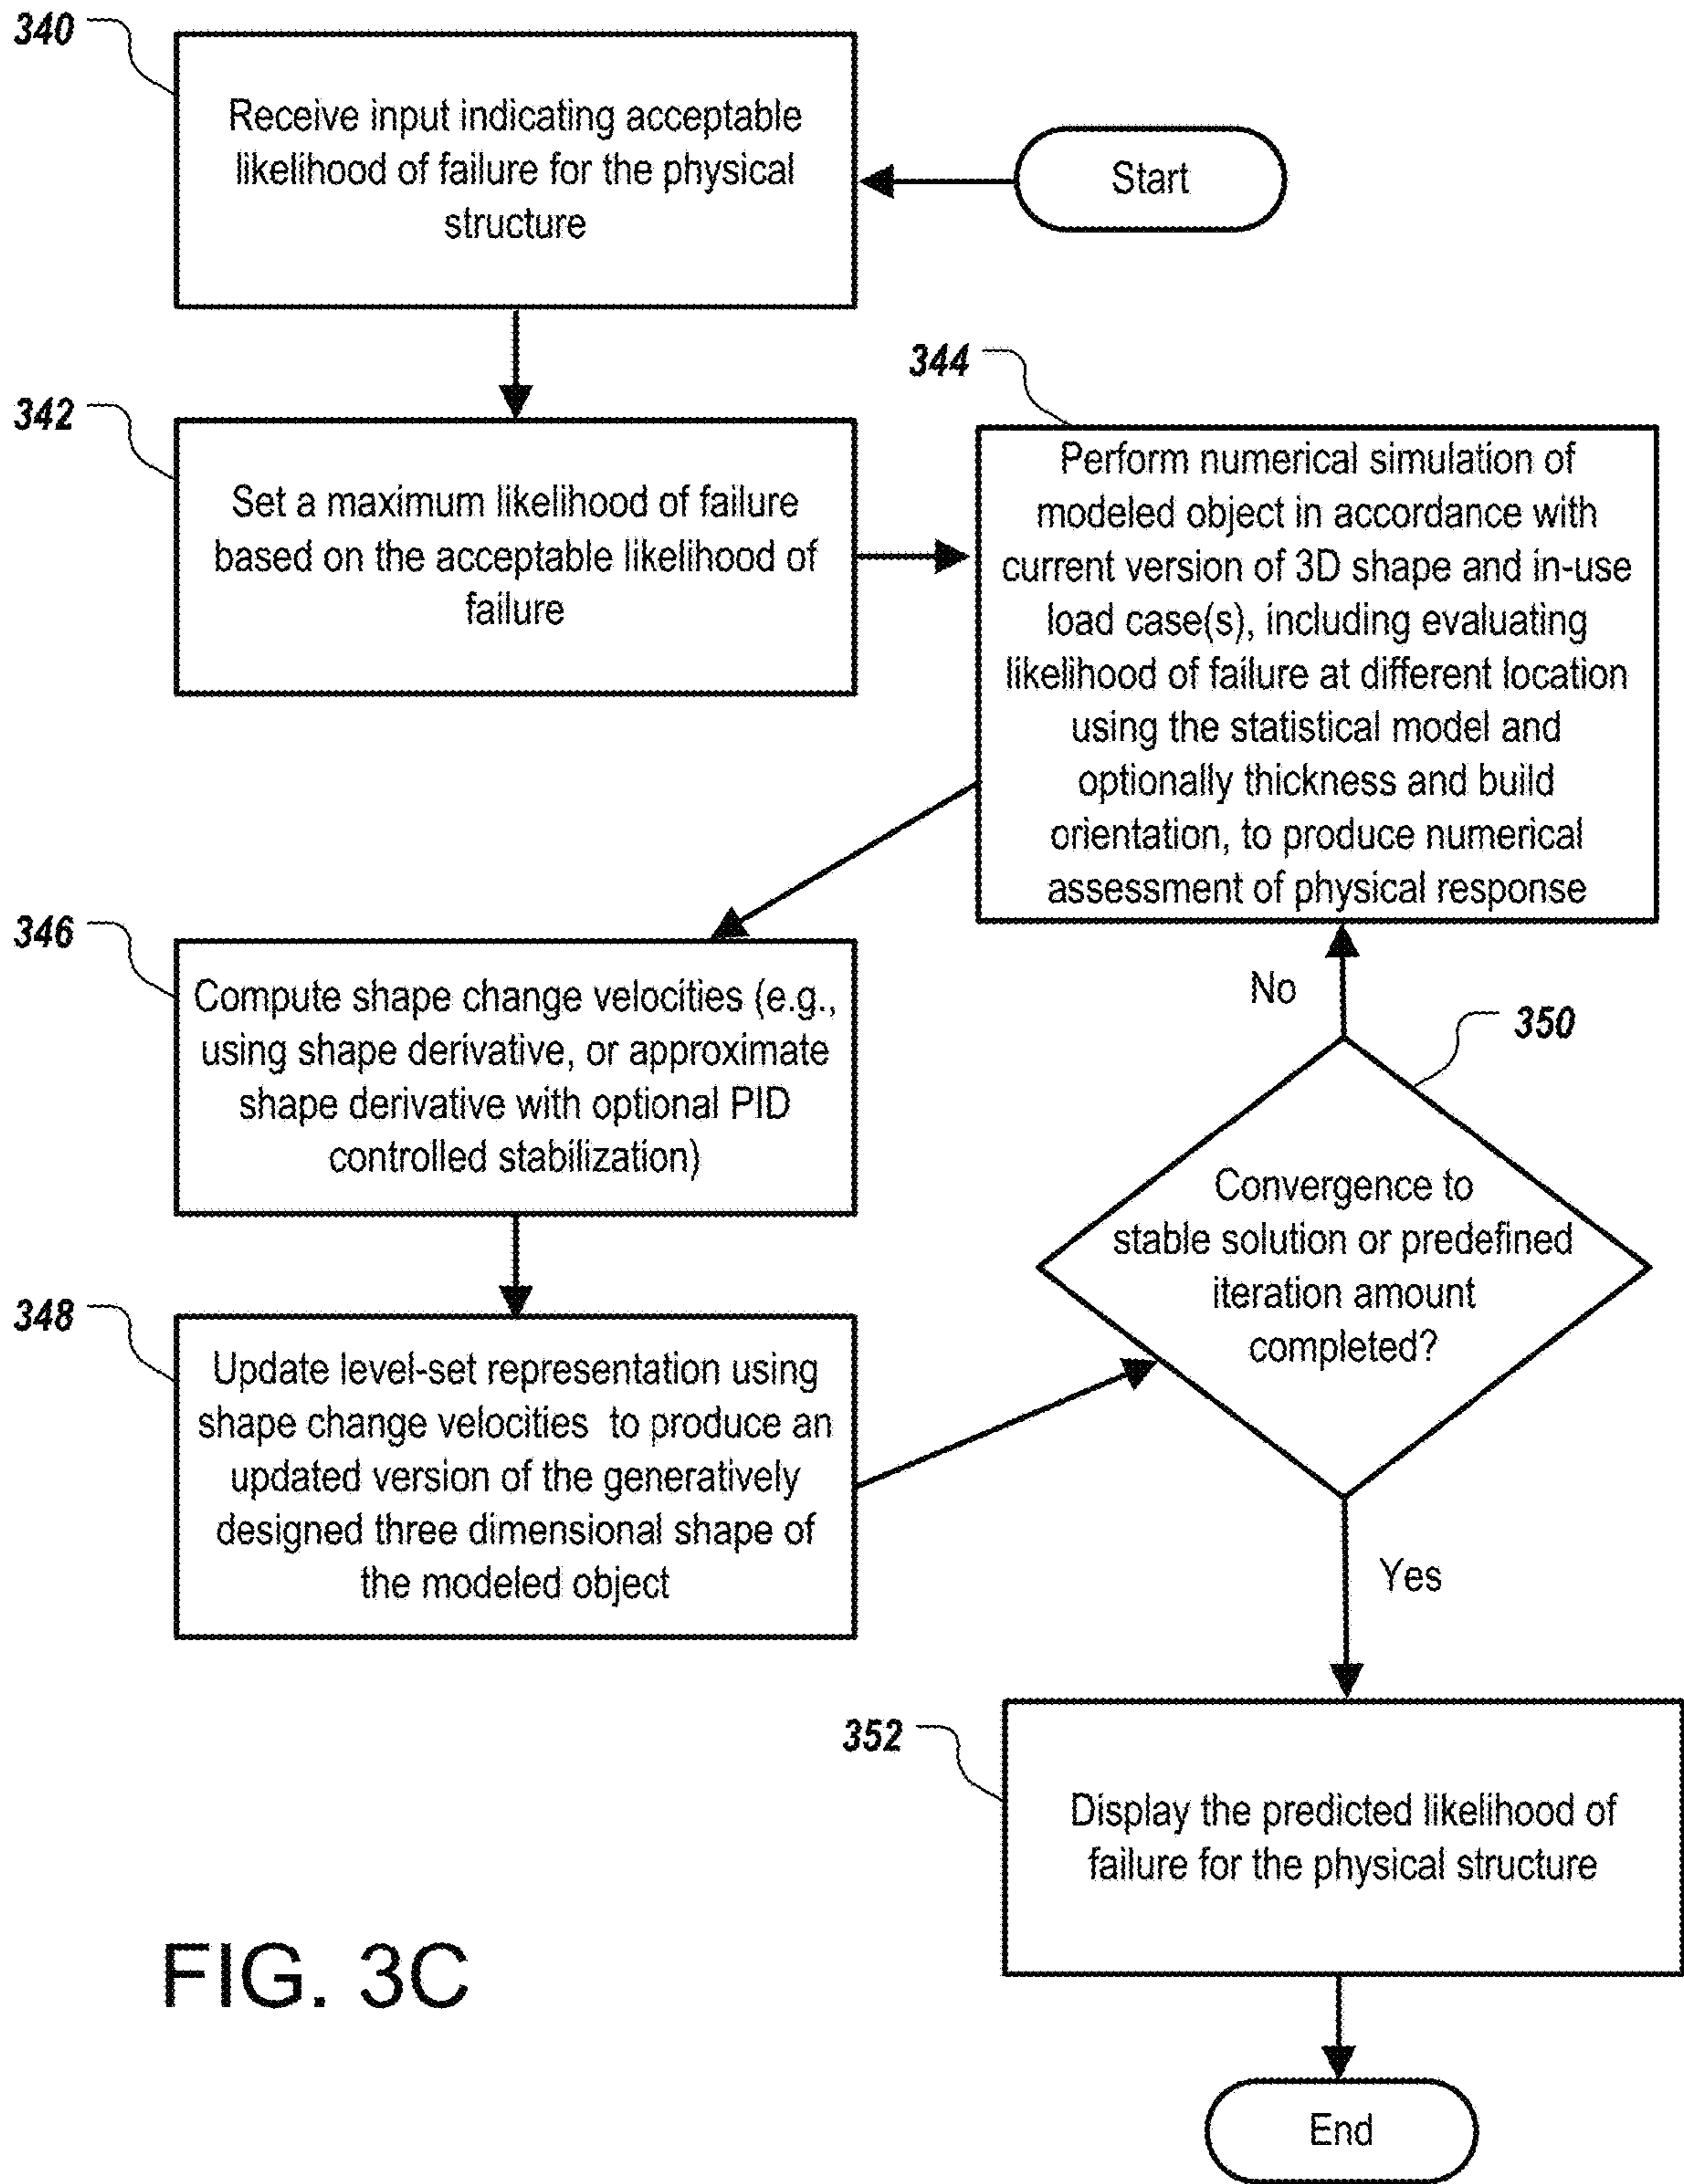 340
Receive input indicating acceptable
likelihood of failure for the physical
structure
Start
342
Set a maximum likelihood of failure
based on the acceptable likelihood of
failure
344
Perform numerical simulation of
modeled object in accordance with
current version of 3D shape and in-use
load case(s), including evaluating
likelihood of failure at different location
using the statistical model and
optionally thickness and build
orientation, to produce numerical
assessment of physical response
346
Compute shape change velocities (e.g.,
using shape derivative, or approximate
shape derivative with optional PID
controlled stabilization)
348
Update level-set representation using
shape change velocities to produce an
updated version of the generatively
designed three dimensional shape of
the modeled object
No
350
Convergence to
stable solution or predefined
iteration amount
completed?
Yes
352
Display the predicted likelihood of
failure for the physical structure
End
FIG. 3C